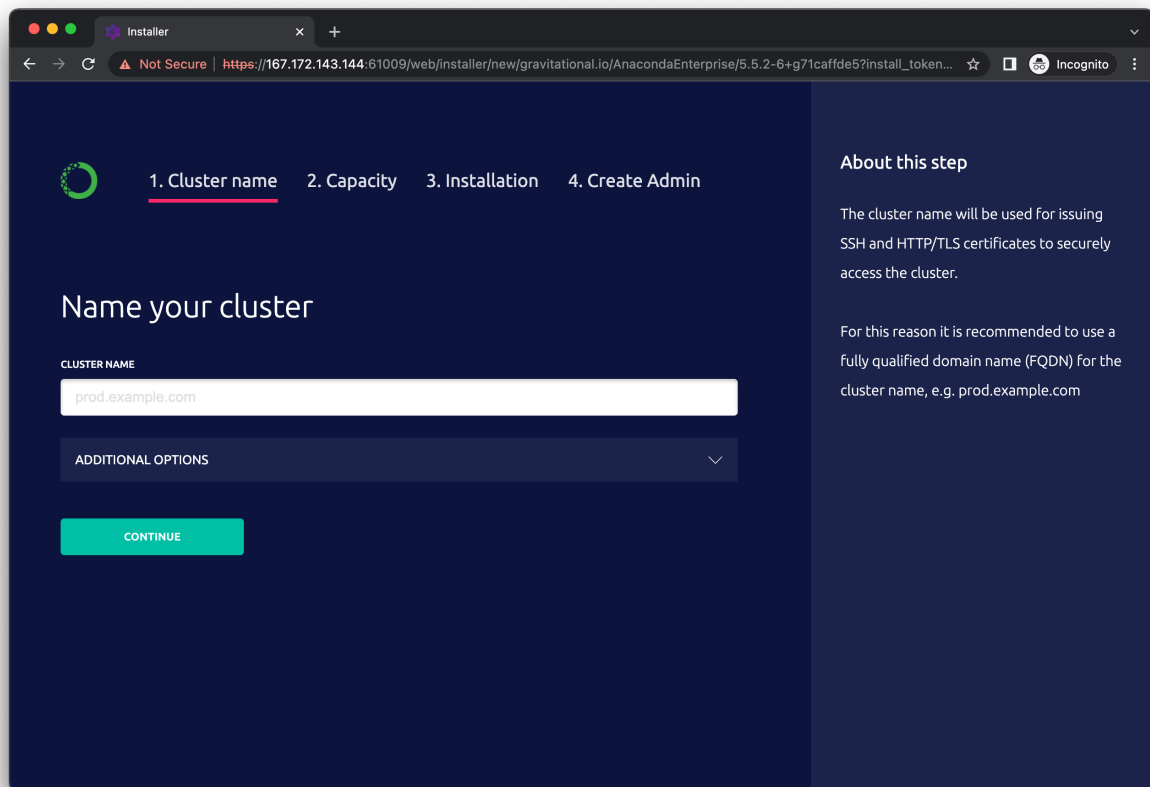 Installer
Not Secure | https://167.172.143.144:61009/web/installer/new/gravitational.io/AnacondaEnterprise/5.5.2-6+g71caffde5?install_token...
Incognito
1. Cluster name
2. Capacity
3. Installation
4. Create Admin
Name your cluster
CLUSTER NAME
prod.example.com
ADDITIONAL OPTIONS
CONTINUE
About this step
The cluster name will be used for issuing
SSH and HTTP/TLS certificates to securely
access the cluster.
For this reason it is recommended to use a
fully qualified domain name (FQDN) for the
cluster name, e.g. prod.example.com